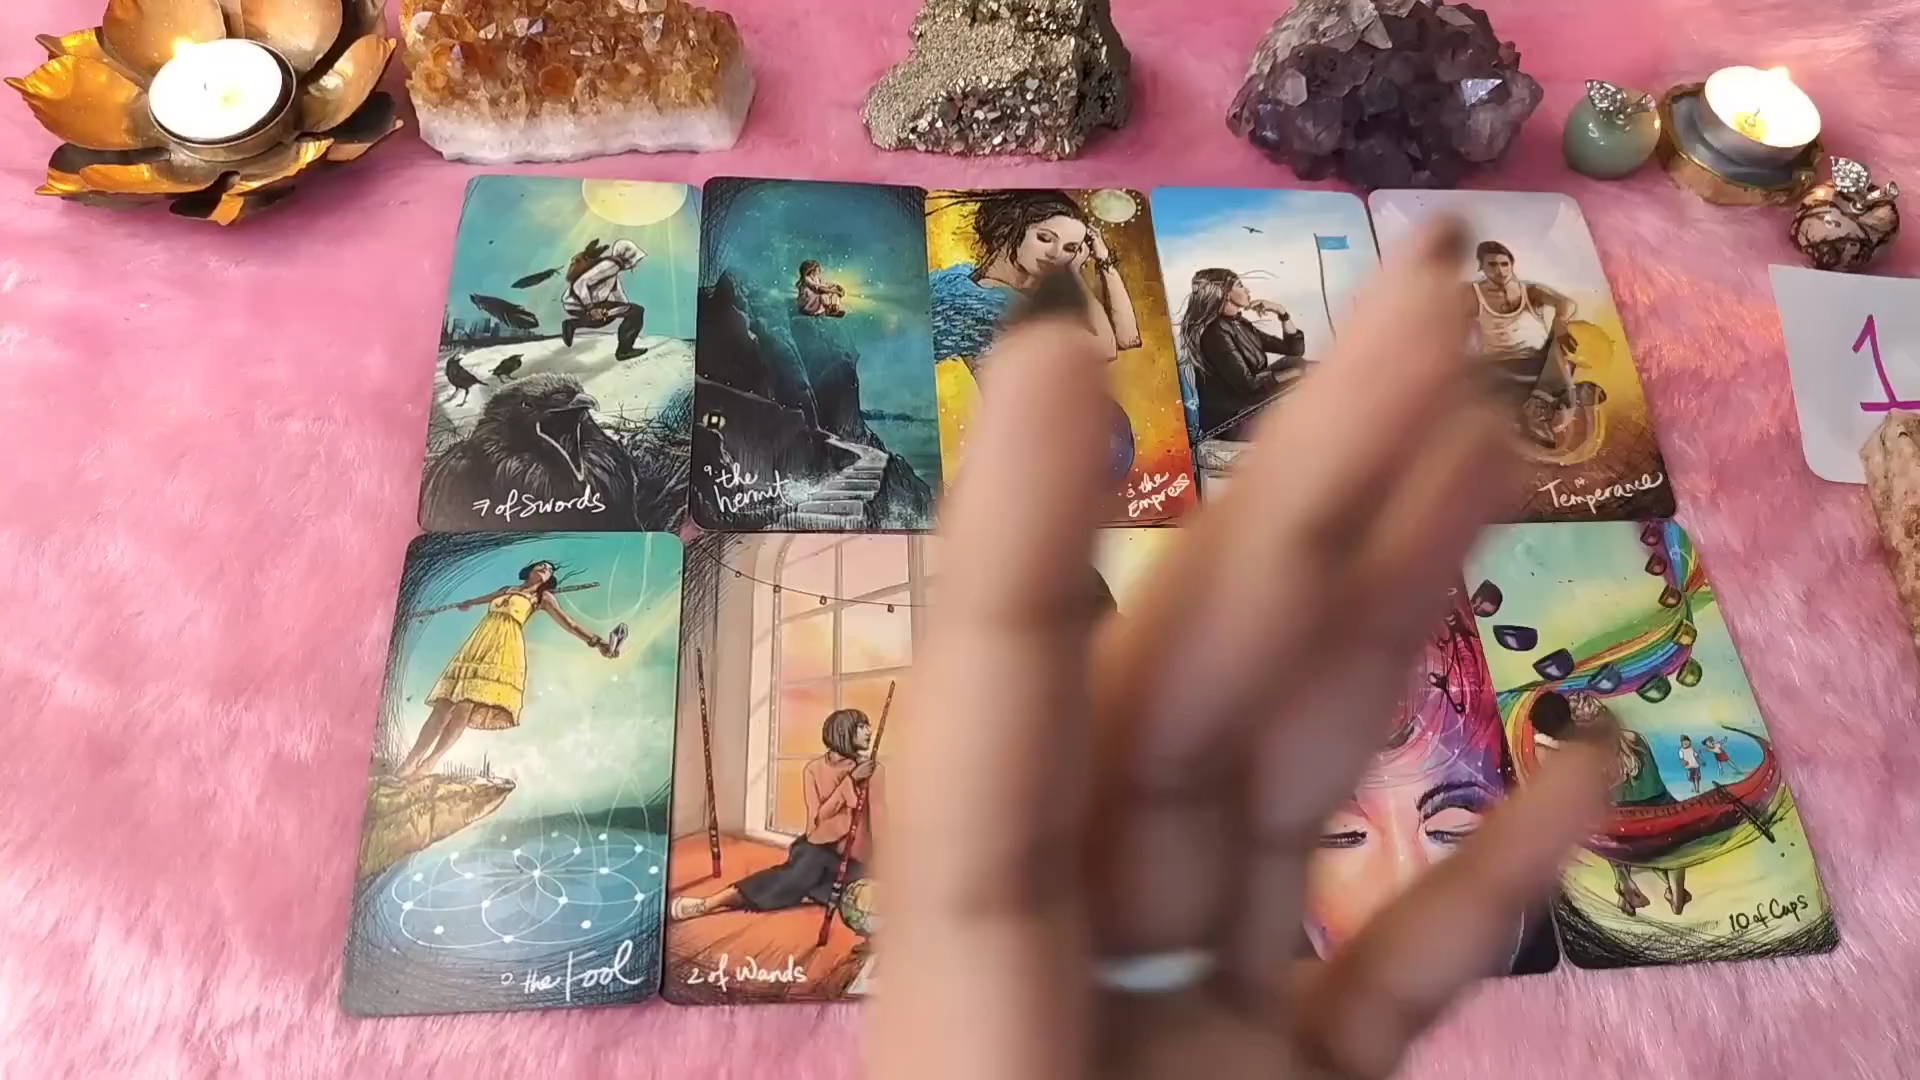 7 of Swords
9. the
hermit
3 the
Empress
Temperance
1
0 the Fool
2 of Wands
10 of Cups